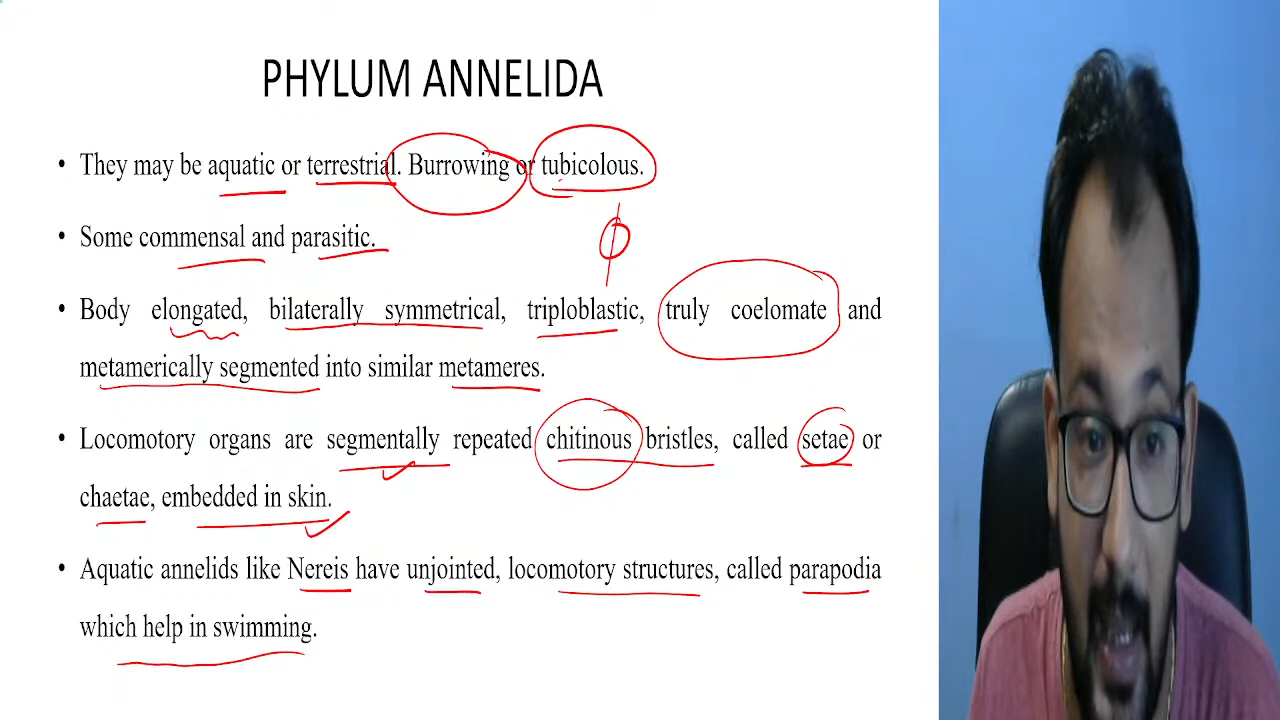 PHYLUM ANNELIDA
• They may be aquatic or terrestrial. Burrowing or tubicolous.
• Some commensal and parasitic.
• Body elongated, bilaterally symmetrical, triploblastic, truly coelomate and
metamerically segmented into similar metameres.
• Locomotory organs are segmentally repeated chitinous bristles, called setae or
chaetae, embedded in skin.
• Aquatic annelids like Nereis have unjointed, locomotory structures, called parapodia
which help in swimming.